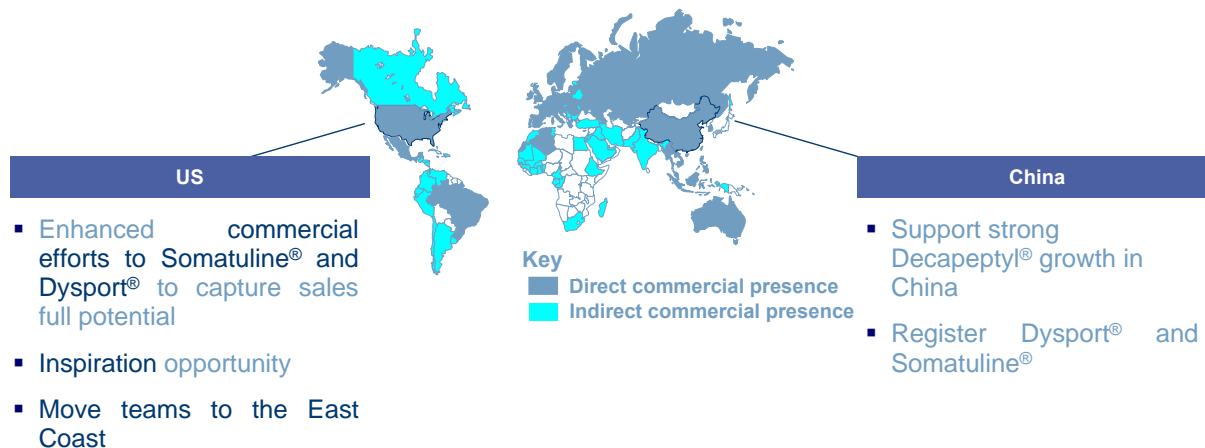 US
▪ Enhanced commercial
efforts to Somatuline® and
Dysport® to capture sales
full potential
▪ Inspiration opportunity
▪ Move teams to the East
Coast
Key
Direct commercial presence
Indirect commercial presence
China
▪ Support strong
Decapeptyl® growth in
China
▪ Register Dysport® and
Somatuline®